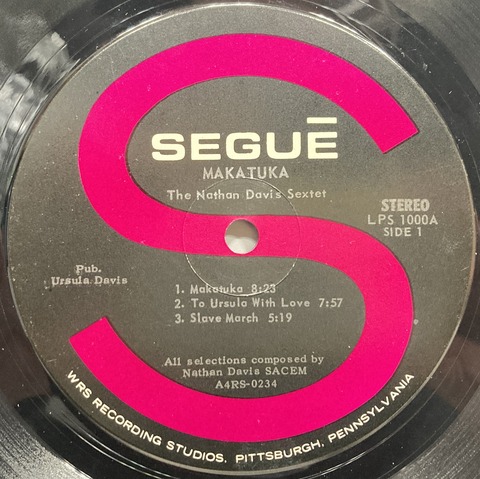 SEGUĒ
MAKATUKA
The Nathan Davis Sextet
STEREO
LPS 1000A
SIDE 1
Pub.
Ursula Davis
1. Makatuka 8:23
2. To Ursula With Love 7:57
3. Slave March 5:19
All selections composed by
Nathan Davis SACEM
A4RS-0234
WRS RECORDING STUDIOS, PITTSBURGH, PENNSYLVANIA